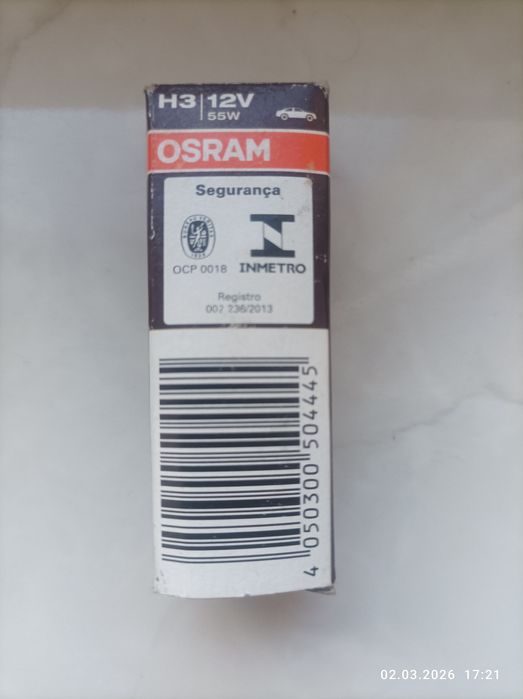 H3 12V
55W
OSRAM
Segurança
OCP 0018
INMETRO
Registro
002 236/2013
4 050300 504445
02.03.2026 17:21